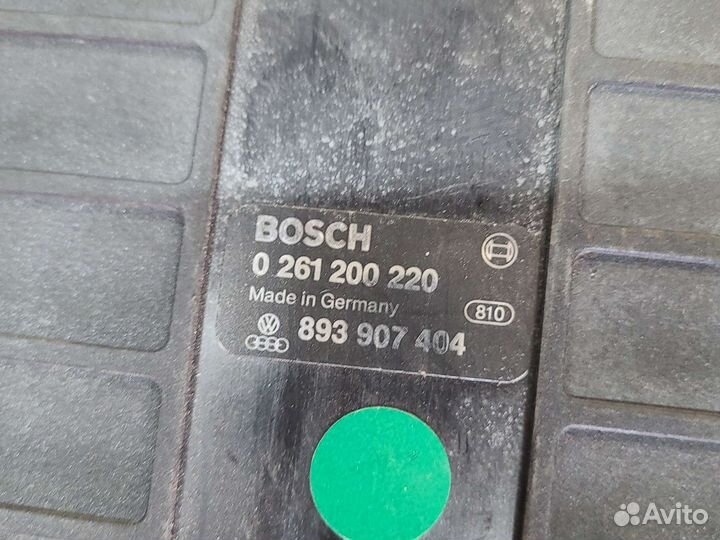 BOSCH
0 261 200 220
Made in Germany
810
893 907 404
Avito